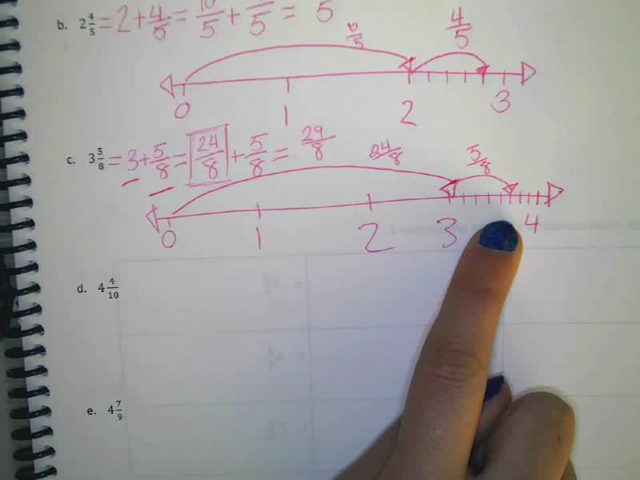 b. 2 4/5 = 2 + 4/5 = 10/5 + /5 = 5
4/5
0 1 2 3
c. 3 5/8 = 3 + 5/8 = 24/8 + 5/8 = 29/8
24/8 5/8
0 1 2 3 4
d. 4 4/10
e. 4 7/9